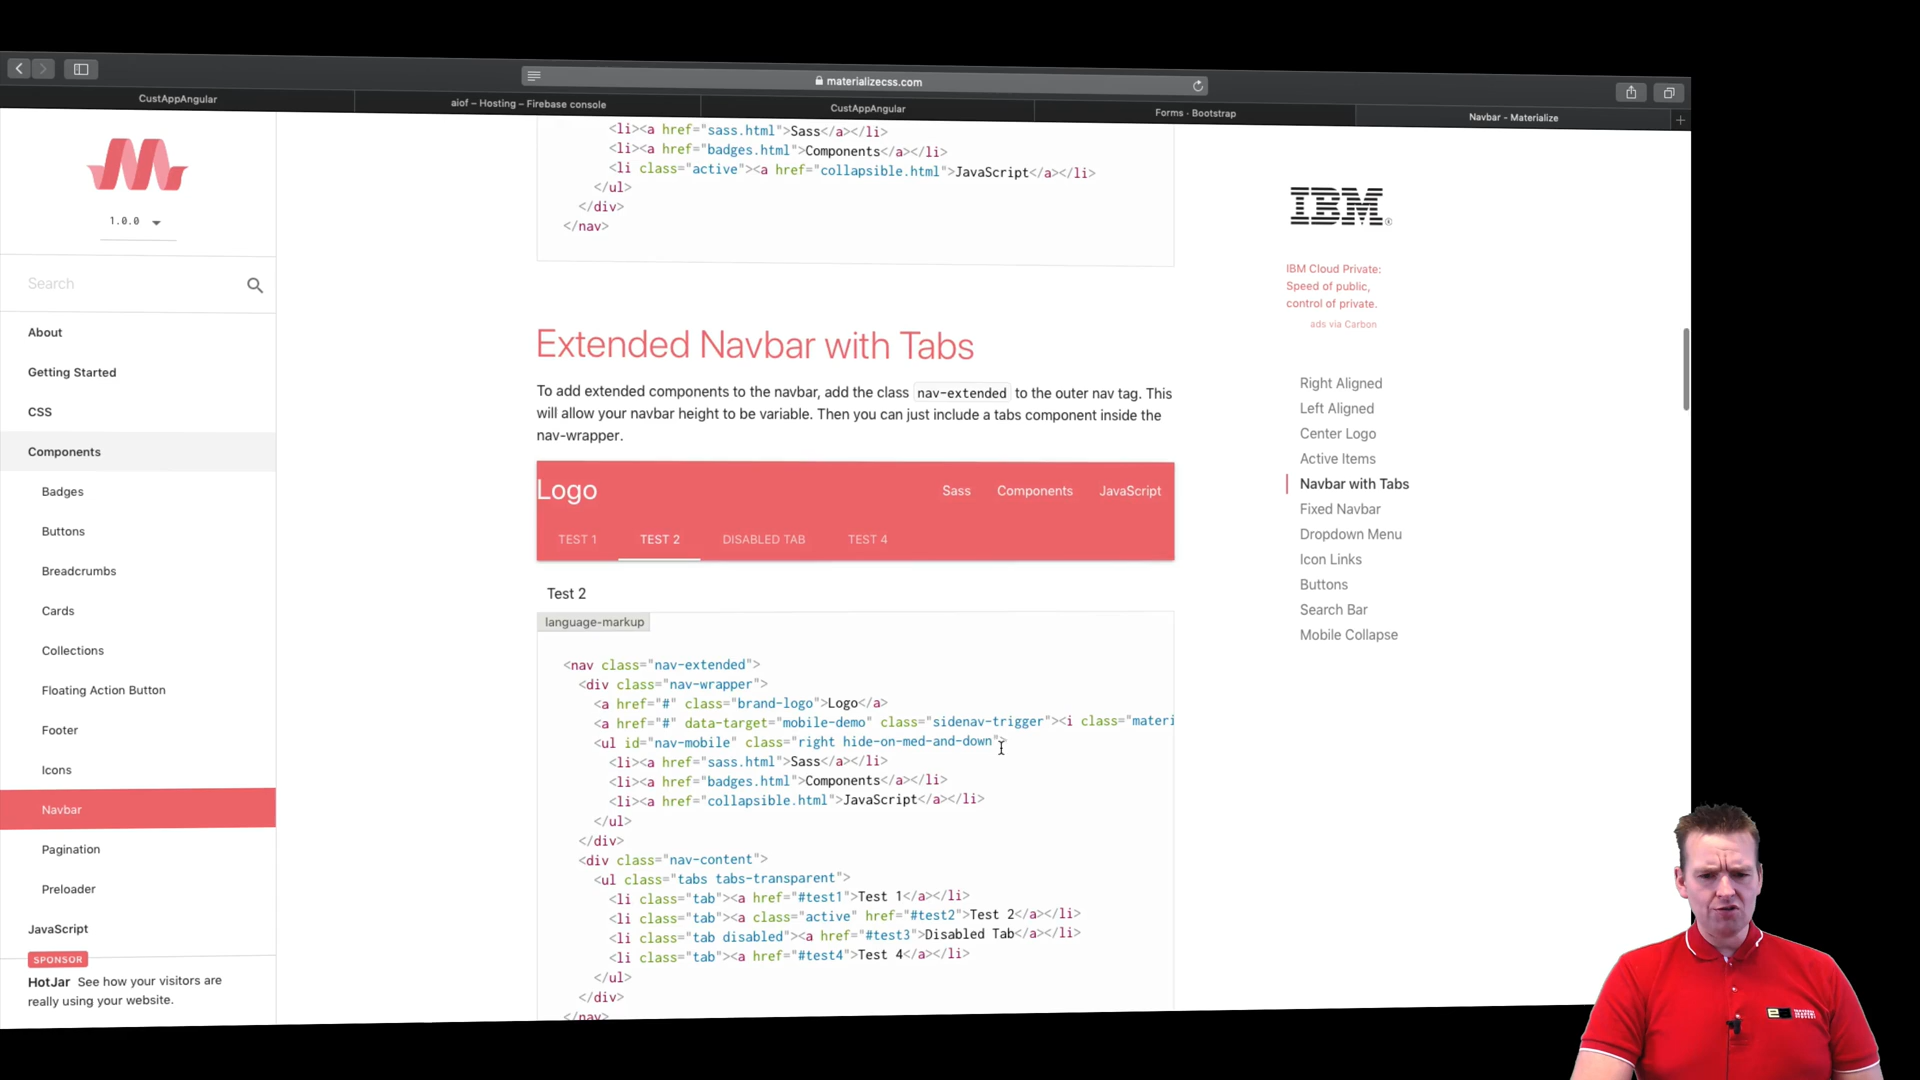 materializecss.com
CustAppAngular
aiof – Hosting – Firebase console
CustAppAngular
Forms · Bootstrap
Navbar - Materialize
1.0.0
Search
About
Getting Started
CSS
Components
Badges
Buttons
Breadcrumbs
Cards
Collections
Floating Action Button
Footer
Icons
Navbar
Pagination
Preloader
JavaScript
SPONSOR
HotJar See how your visitors are
really using your website.
<li><a href="sass.html">Sass</a></li>
<li><a href="badges.html">Components</a></li>
<li class="active"><a href="collapsible.html">JavaScript</a></li>
</ul>
</div>
</nav>
Extended Navbar with Tabs
To add extended components to the navbar, add the class nav-extended to the outer nav tag. This
will allow your navbar height to be variable. Then you can just include a tabs component inside the
nav-wrapper.
Logo
Sass
Components
JavaScript
TEST 1
TEST 2
DISABLED TAB
TEST 4
Test 2
language-markup
<nav class="nav-extended">
<div class="nav-wrapper">
<a href="#" class="brand-logo">Logo</a>
<a href="#" data-target="mobile-demo" class="sidenav-trigger"><i class="materi
<ul id="nav-mobile" class="right hide-on-med-and-down">
<li><a href="sass.html">Sass</a></li>
<li><a href="badges.html">Components</a></li>
<li><a href="collapsible.html">JavaScript</a></li>
</ul>
</div>
<div class="nav-content">
<ul class="tabs tabs-transparent">
<li class="tab"><a href="#test1">Test 1</a></li>
<li class="tab"><a class="active" href="#test2">Test 2</a></li>
<li class="tab disabled"><a href="#test3">Disabled Tab</a></li>
<li class="tab"><a href="#test4">Test 4</a></li>
</ul>
</div>
</nav>
IBM®
IBM Cloud Private:
Speed of public,
control of private.
ads via Carbon
Right Aligned
Left Aligned
Center Logo
Active Items
Navbar with Tabs
Fixed Navbar
Dropdown Menu
Icon Links
Buttons
Search Bar
Mobile Collapse